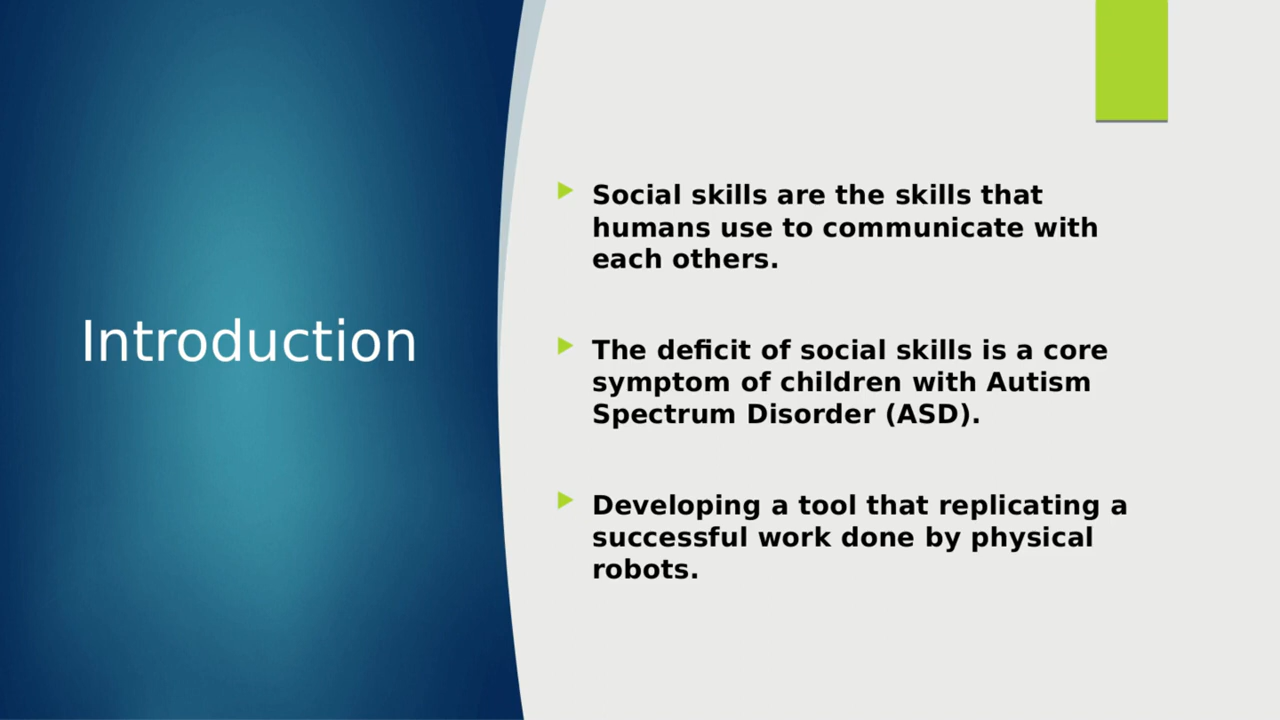 Introduction
Social skills are the skills that
humans use to communicate with
each others.
The deficit of social skills is a core
symptom of children with Autism
Spectrum Disorder (ASD).
Developing a tool that replicating a
successful work done by physical
robots.